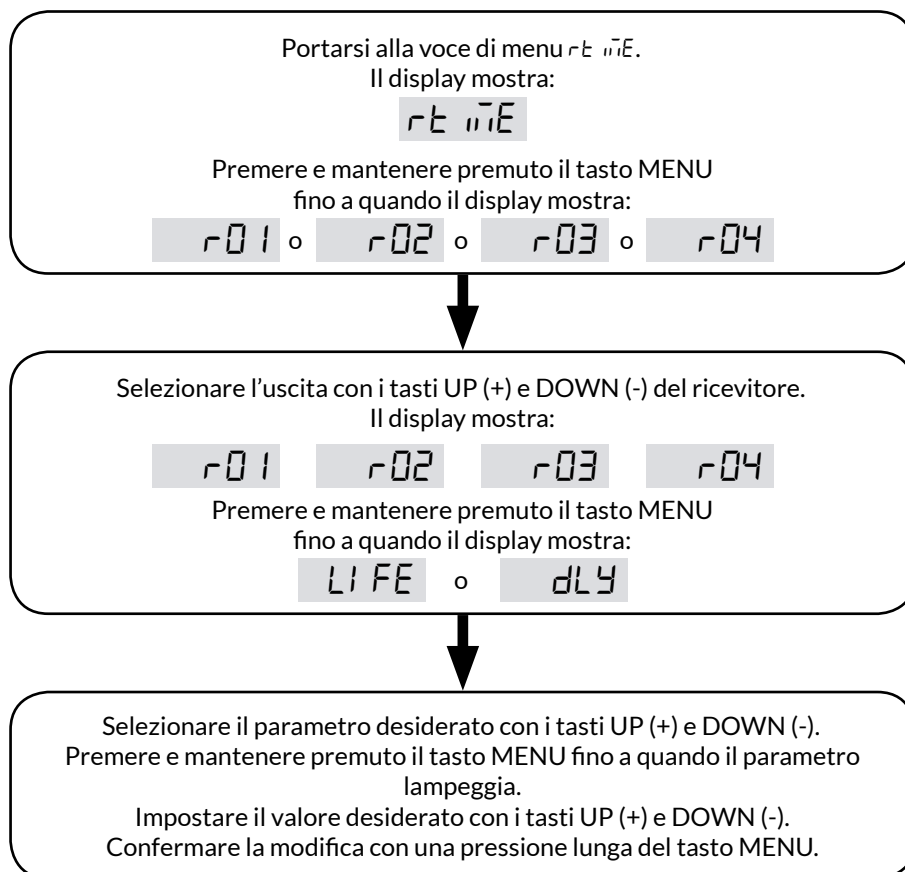 Portarsi alla voce di menu rtimE.
Il display mostra:
rtimE
Premere e mantenere premuto il tasto MENU
fino a quando il display mostra:
r01 o r02 o r03 o r04
Selezionare l’uscita con i tasti UP (+) e DOWN (-) del ricevitore.
Il display mostra:
r01 r02 r03 r04
Premere e mantenere premuto il tasto MENU
fino a quando il display mostra:
LIFE o dLY
Selezionare il parametro desiderato con i tasti UP (+) e DOWN (-).
Premere e mantenere premuto il tasto MENU fino a quando il parametro
lampeggia.
Impostare il valore desiderato con i tasti UP (+) e DOWN (-).
Confermare la modifica con una pressione lunga del tasto MENU.